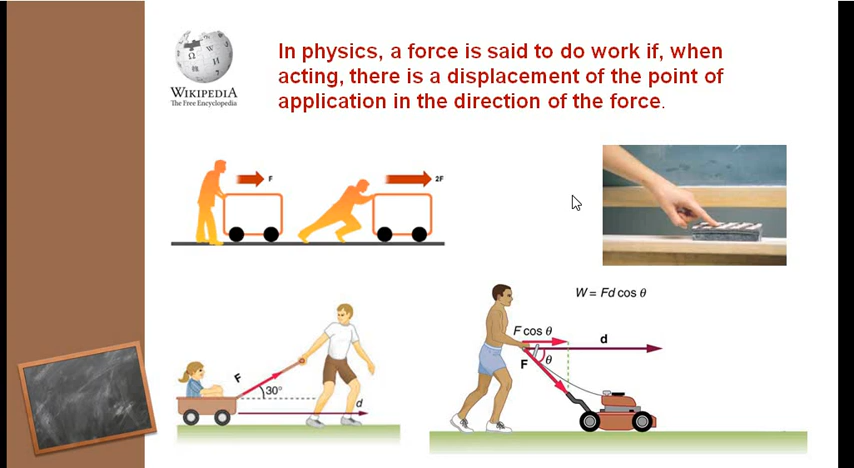 In physics, a force is said to do work if, when
acting, there is a displacement of the point of
application in the direction of the force.
WIKIPEDIA
The Free Encyclopedia
F
2F
W = Fd cos θ
F cos θ
d
F
θ
F
30°
d